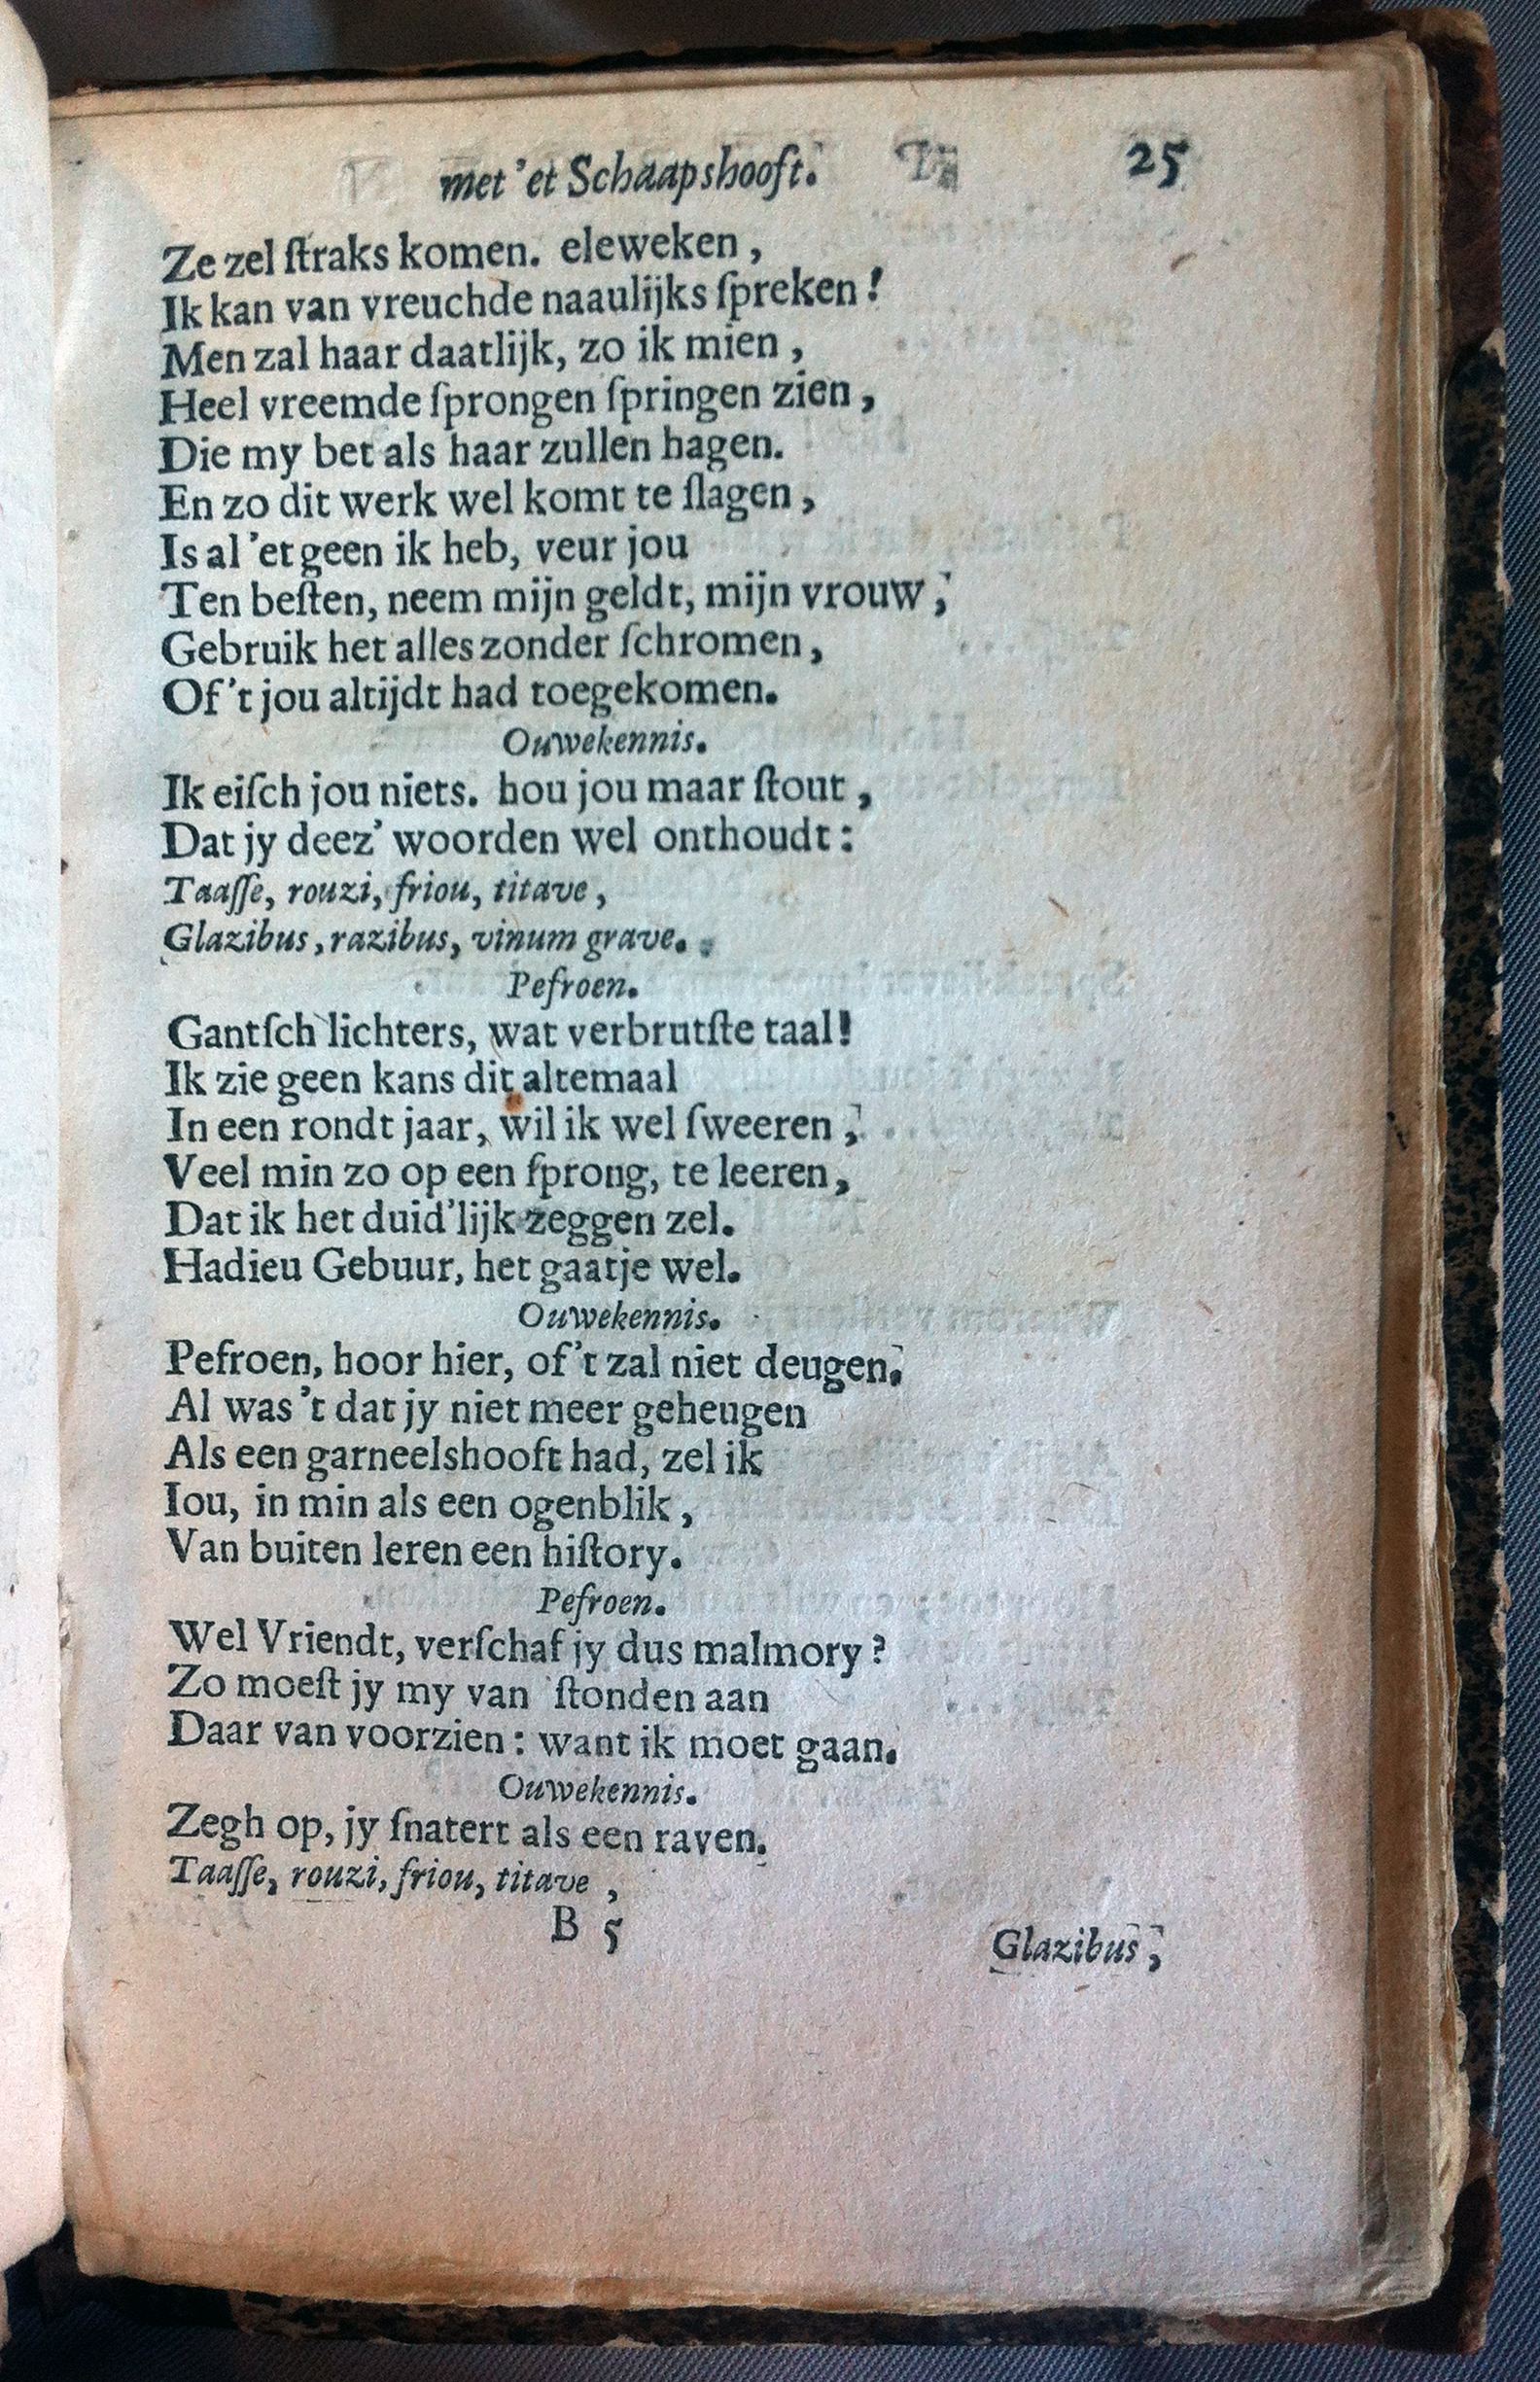 met 'et Schaapshooft. 25
Ze zel ſtraks komen. eleweken,
Ik kan van vreuchde naaulijks ſpreken!
Men zal haar daatlijk, zo ik mien,
Heel vreemde ſprongen ſpringen zien,
Die my bet als haar zullen hagen.
En zo dit werk wel komt te ſlagen,
Is al 'et geen ik heb, veur jou
Ten beſten, neem mijn geldt, mijn vrouw,
Gebruik het alles zonder ſchromen,
Of 't jou altijdt had toegekomen.
Ouwekennis.
Ik eiſch jou niets. hou jou maar ſtout,
Dat jy deez' woorden wel onthoudt:
Taaſſe, rouzi, friou, titave,
Glazibus, razibus, vinum grave.
Pefroen.
Gantſch lichters, wat verbrutſte taal!
Ik zie geen kans dit altemaal
In een rondt jaar, wil ik wel ſweeren,
Veel min zo op een ſprong, te leeren,
Dat ik het duid'lijk zeggen zel.
Hadieu Gebuur, het gaatje wel.
Ouwekennis.
Pefroen, hoor hier, of 't zal niet deugen,
Al was 't dat jy niet meer geheugen
Als een garneelshooft had, zel ik
Iou, in min als een ogenblik,
Van buiten leren een hiſtory.
Pefroen.
Wel Vriendt, verſchaf jy dus malmory?
Zo moeſt jy my van ſtonden aan
Daar van voorzien: want ik moet gaan.
Ouwekennis.
Zegh op, jy ſnatert als een raven.
Taaſſe, rouzi, friou, titave,
B 5
Glazibus,